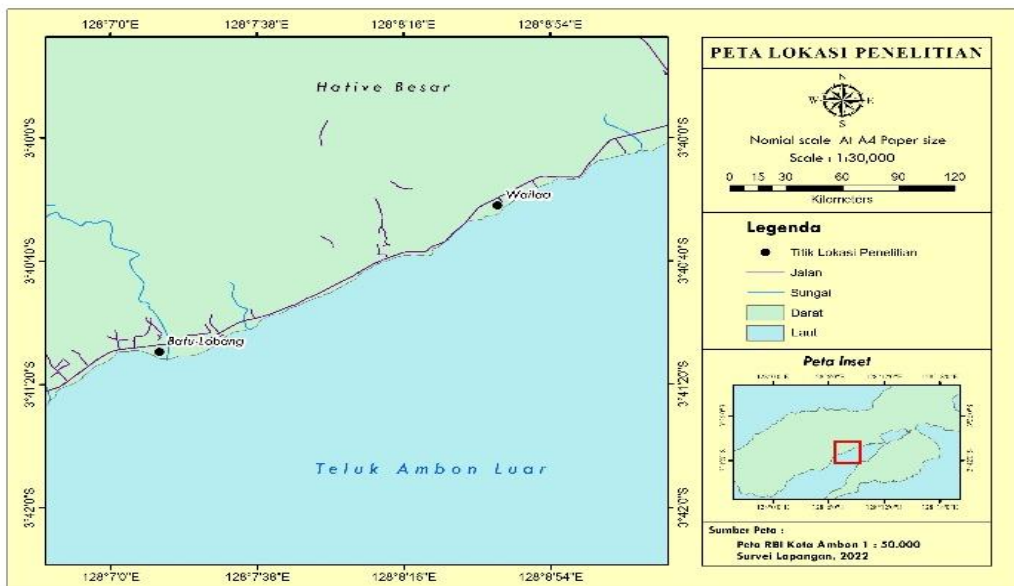 128°7'0"E 128°7'38"E 128°8'16"E 128°8'54"E
3°40'0"S 3°40'0"S
3°40'40"S 3°40'40"S
3°41'20"S 3°41'20"S
3°42'0"S 3°42'0"S
Hative Besar
Wailaa
Batu-Lobang
Teluk Ambon Luar
128°7'0"E 128°7'38"E 128°8'16"E 128°8'54"E
PETA LOKASI PENELITIAN
N
W E
S
Nomial scale At A4 Paper size
Scale : 1:30,000
0 15 30 60 90 120
Kilometers
Legenda
Titik Lokasi Penelitian
Jalan
Sungai
Darat
Laut
Peta Inset
Sumber Peta :
Peta RBI Kota Ambon 1 : 50.000
Survei Lapangan, 2022